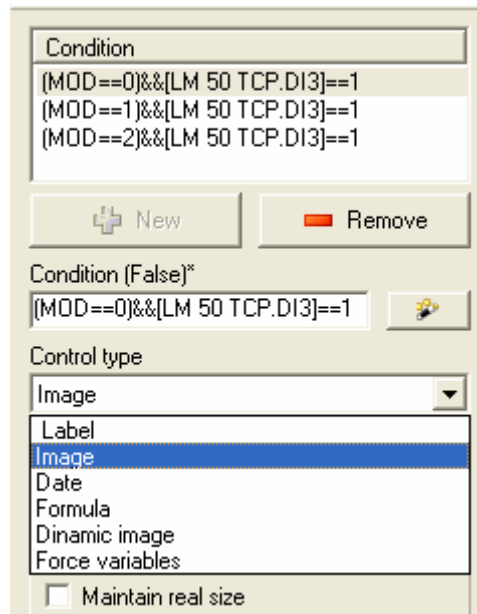 Condition
(MOD==0)&&[LM 50 TCP.DI3]==1
(MOD==1)&&[LM 50 TCP.DI3]==1
(MOD==2)&&[LM 50 TCP.DI3]==1
New Remove
Condition (False)*
(MOD==0)&&[LM 50 TCP.DI3]==1
Control type
Image
Label
Image
Date
Formula
Dinamic image
Force variables
Maintain real size